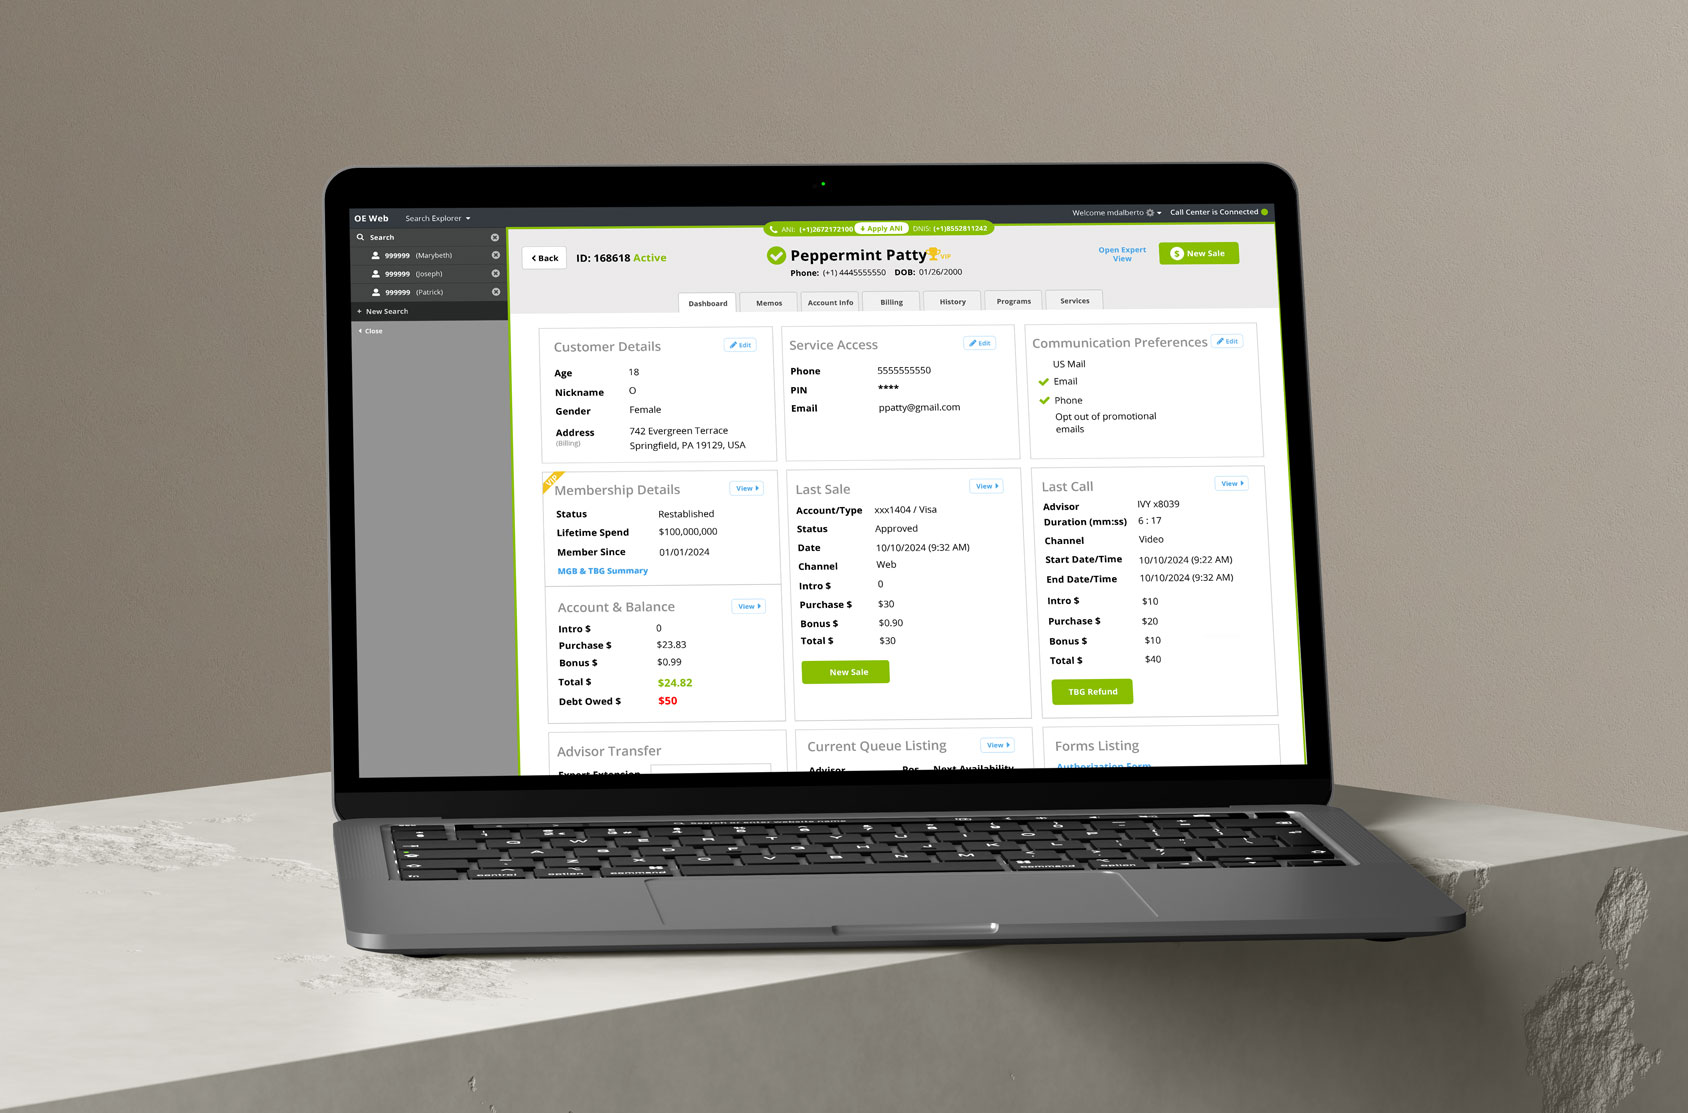 OE Web
Search Explorer
Welcome mdalberto
Call Center is Connected
Search
999999 (Marybeth)
999999 (Joseph)
999999 (Patrick)
+ New Search
Close
ANI: (+1)2672172100 Apply ANI DNIS: (+1)8552811242
Back
ID: 168618 Active
Peppermint Patty VIP
Phone: (+1) 4445555550 DOB: 01/26/2000
Open Expert
View
$ New Sale
Dashboard Memos Account Info Billing History Programs Services
Customer Details Edit
Age 18
Nickname O
Gender Female
Address 742 Evergreen Terrace
(Billing) Springfield, PA 19129, USA
Service Access Edit
Phone 5555555550
PIN ****
Email ppatty@gmail.com
Communication Preferences Edit
US Mail
Email
Phone
Opt out of promotional
emails
VIP
Membership Details View
Status Restablished
Lifetime Spend $100,000,000
Member Since 01/01/2024
MGB & TBG Summary
Account & Balance View
Intro $ 0
Purchase $ $23.83
Bonus $ $0.99
Total $ $24.82
Debt Owed $ $50
Last Sale View
Account/Type xxx1404 / Visa
Status Approved
Date 10/10/2024 (9:32 AM)
Channel Web
Intro $ 0
Purchase $ $30
Bonus $ $0.90
Total $ $30
New Sale
Last Call View
Advisor IVY x8039
Duration (mm:ss) 6 : 17
Channel Video
Start Date/Time 10/10/2024 (9:22 AM)
End Date/Time 10/10/2024 (9:32 AM)
Intro $ $10
Purchase $ $20
Bonus $ $10
Total $ $40
TBG Refund
Advisor Transfer
Expert Extension
Current Queue Listing View
Advisor Pos Next Availability
Forms Listing
Authorization Form
Search or enter website name
Q W E R T Y U I O P
A S D F G H J K L
Z X C V B N M
fn control option command command option